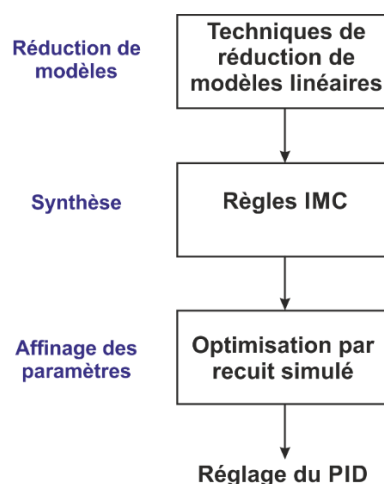 Réduction de
modèles
Techniques de
réduction de
modèles linéaires
Synthèse
Règles IMC
Affinage des
paramètres
Optimisation par
recuit simulé
Réglage du PID